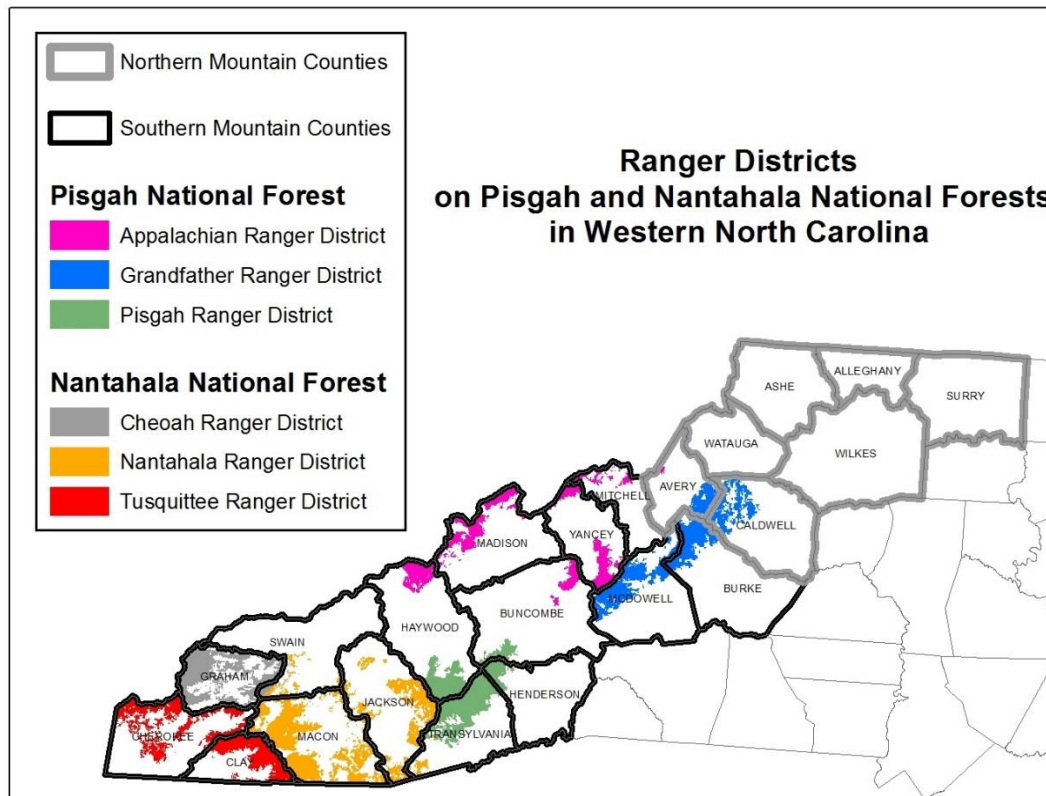 Northern Mountain Counties
Southern Mountain Counties
Pisgah National Forest
Appalachian Ranger District
Grandfather Ranger District
Pisgah Ranger District
Nantahala National Forest
Cheoah Ranger District
Nantahala Ranger District
Tusquittee Ranger District
Ranger Districts
on Pisgah and Nantahala National Forests
in Western North Carolina
ALLEGHANY
ASHE
SURRY
WATAUGA
WILKES
AVERY
MITCHELL
CALDWELL
YANCEY
MADISON
BURKE
MCDOWELL
BUNCOMBE
HAYWOOD
SWAIN
GRAHAM
HENDERSON
JACKSON
TRANSYLVANIA
CHEROKEE
MACON
CLAY